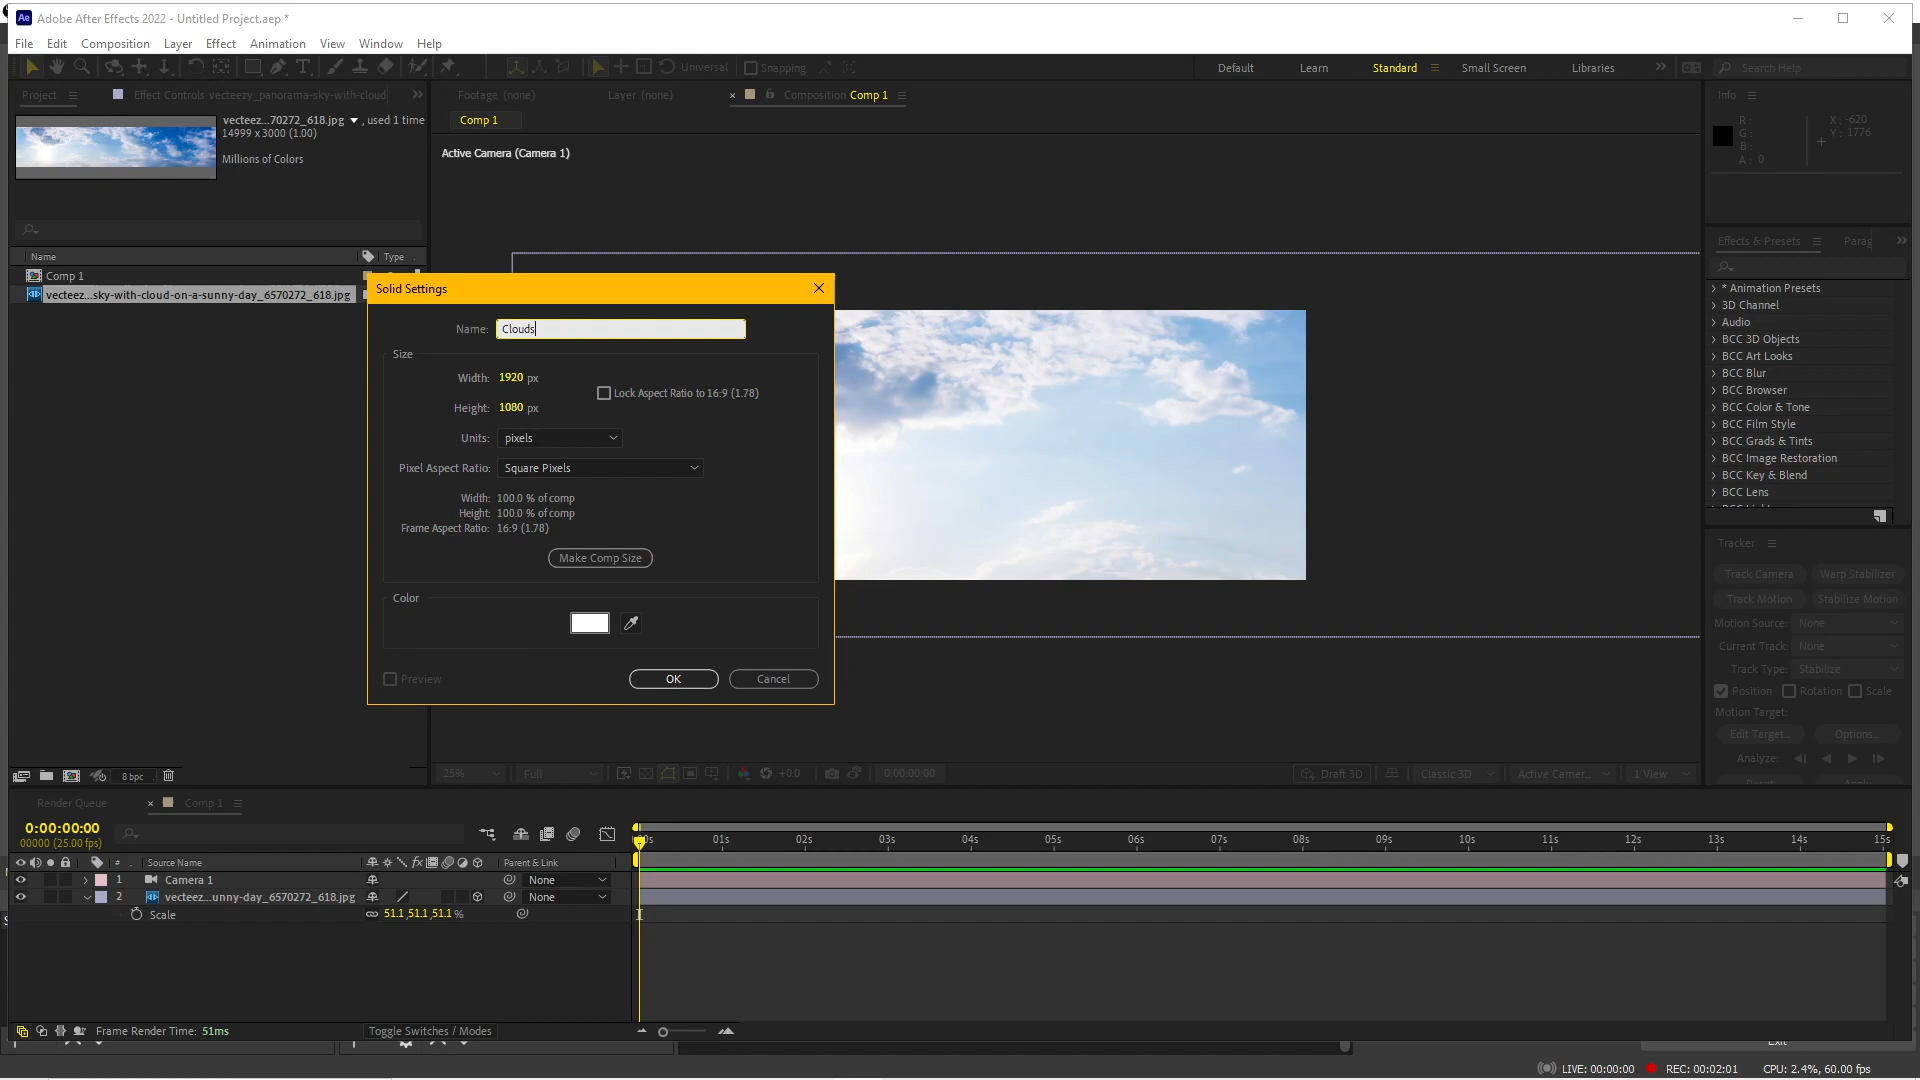 Adobe After Effects 2022 - Untitled Project.aep *
File Edit Composition Layer Effect Animation View Window Help
Universal Snapping Default Learn Standard Small Screen Libraries Search Help
Project Effect Controls vecteezy_panorama-sky-with-cloud
vecteez...70272_618.jpg , used 1 time
14999 x 3000 (1.00)
Millions of Colors
Name Type
Comp 1
vecteez...sky-with-cloud-on-a-sunny-day_6570272_618.jpg
8 bpc
Footage (none) Layer (none) Composition Comp 1
Comp 1
Active Camera (Camera 1)
Solid Settings
Name: Clouds
Size
Width: 1920 px
Lock Aspect Ratio to 16:9 (1.78)
Height: 1080 px
Units: pixels
Pixel Aspect Ratio: Square Pixels
Width: 100.0 % of comp
Height: 100.0 % of comp
Frame Aspect Ratio: 16:9 (1.78)
Make Comp Size
Color
Preview OK Cancel
25% Full +0.0 0:00:00:00 Draft 3D Classic 3D Active Camer... 1 View
Info
R : X : -620
G : Y : 1776
B :
A : 0
Effects & Presets Parag
* Animation Presets
3D Channel
Audio
BCC 3D Objects
BCC Art Looks
BCC Blur
BCC Browser
BCC Color & Tone
BCC Film Style
BCC Grads & Tints
BCC Image Restoration
BCC Key & Blend
BCC Lens
Tracker
Track Camera Warp Stabilizer
Track Motion Stabilize Motion
Motion Source: None
Current Track: None
Track Type: Stabilize
Position Rotation Scale
Motion Target:
Edit Target... Options...
Analyze:
Reset Apply
Render Queue Comp 1
0:00:00:00
00000 (25.00 fps)
01s 02s 03s 04s 05s 06s 07s 08s 09s 10s 11s 12s 13s 14s 15s
# Source Name Parent & Link
1 Camera 1 None
2 vecteez...unny-day_6570272_618.jpg None
Scale 51.1,51.1,51.1 %
Frame Render Time: 51ms Toggle Switches / Modes
Exit
LIVE: 00:00:00 REC: 00:02:01 CPU: 2.4%, 60.00 fps